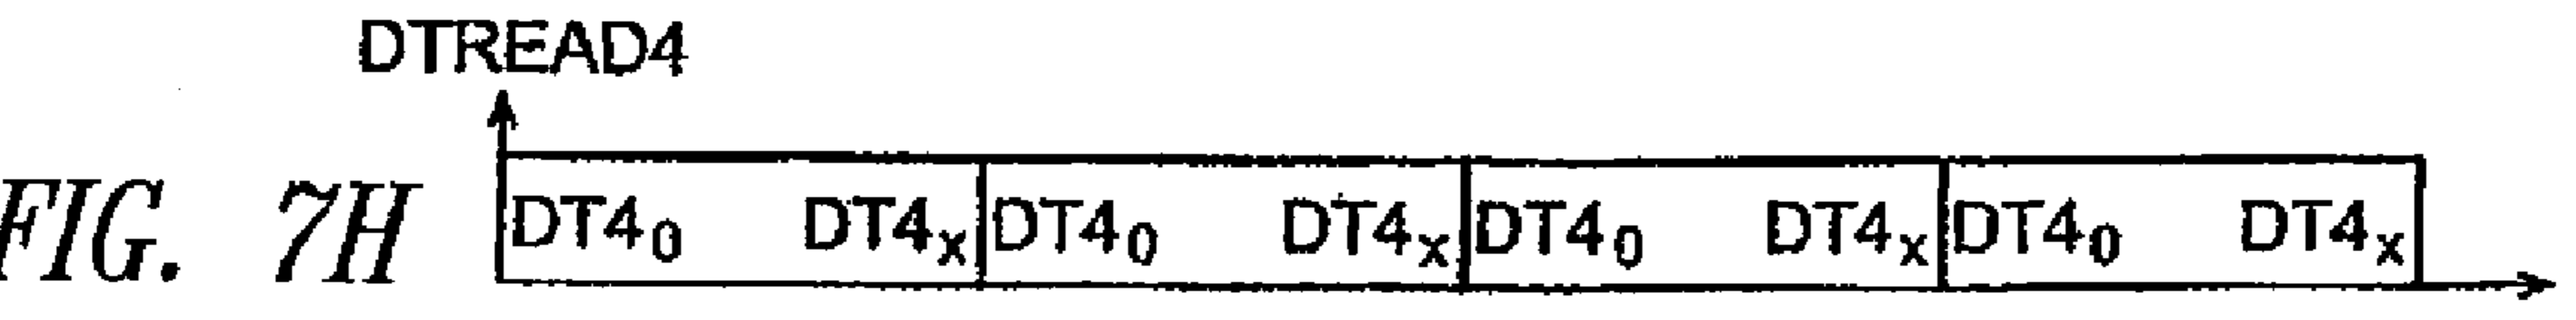 DTREAD4
FIG. 7H DT4₀ DT4ₓ DT4₀ DT4ₓ DT4₀ DT4ₓ DT4₀ DT4ₓ